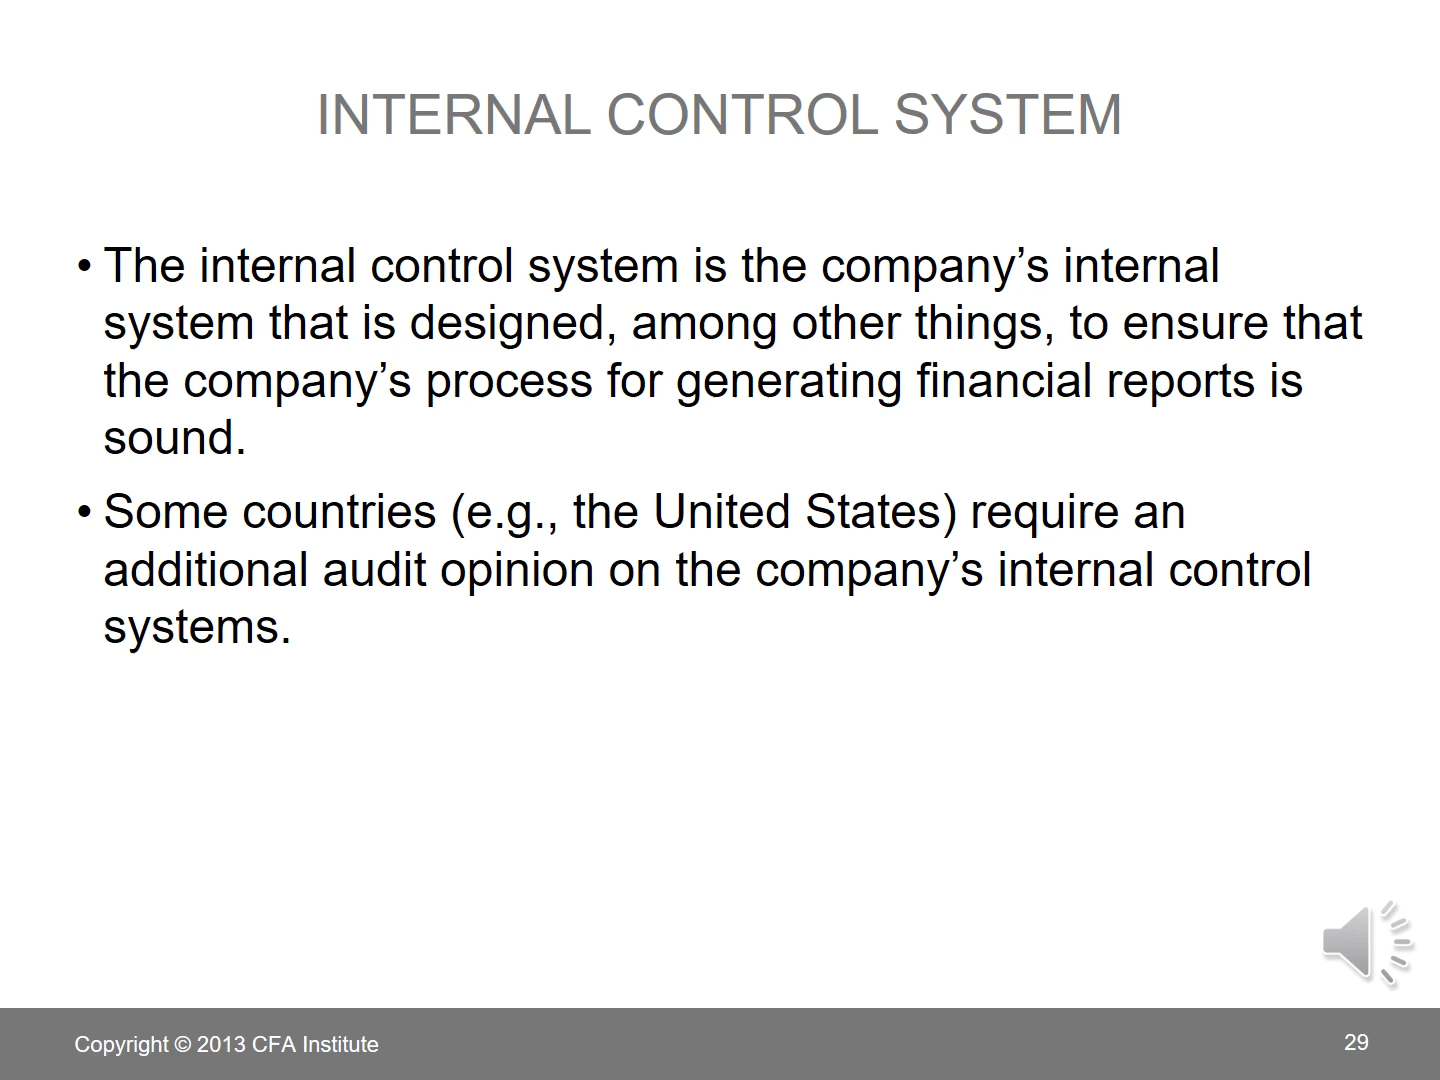 INTERNAL CONTROL SYSTEM
• The internal control system is the company’s internal
system that is designed, among other things, to ensure that
the company’s process for generating financial reports is
sound.
• Some countries (e.g., the United States) require an
additional audit opinion on the company’s internal control
systems.
Copyright © 2013 CFA Institute
29